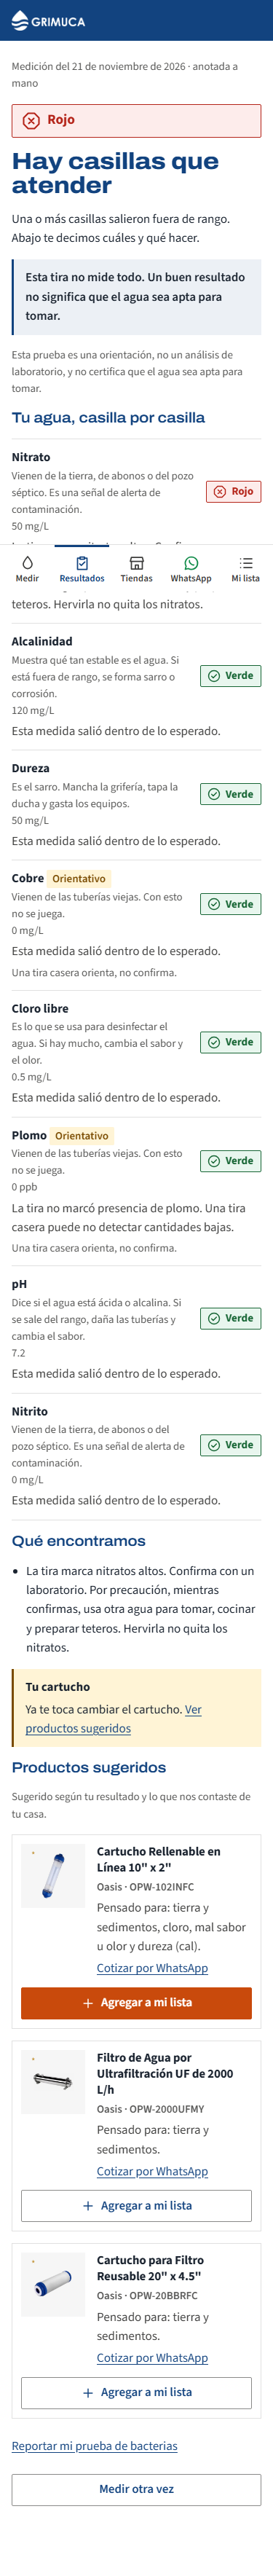 GRIMUCA
Medición del 21 de noviembre de 2026 · anotada a
mano
Rojo
Hay casillas que
atender
Una o más casillas salieron fuera de rango.
Abajo te decimos cuáles y qué hacer.
Esta tira no mide todo. Un buen resultado
no significa que el agua sea apta para
tomar.
Esta prueba es una orientación, no un análisis de
laboratorio, y no certifica que el agua sea apta para
tomar.
Tu agua, casilla por casilla
Nitrato
Vienen de la tierra, de abonos o del pozo
séptico. Es una señal de alerta de
contaminación.
50 mg/L
Rojo
Medir
Resultados
Tiendas
WhatsApp
Mi lista
teteros. Hervirla no quita los nitratos.
Alcalinidad
Muestra qué tan estable es el agua. Si
está fuera de rango, se forma sarro o
corrosión.
120 mg/L
Verde
Esta medida salió dentro de lo esperado.
Dureza
Es el sarro. Mancha la grifería, tapa la
ducha y gasta los equipos.
50 mg/L
Verde
Esta medida salió dentro de lo esperado.
Cobre Orientativo
Vienen de las tuberías viejas. Con esto
no se juega.
0 mg/L
Verde
Esta medida salió dentro de lo esperado.
Una tira casera orienta, no confirma.
Cloro libre
Es lo que se usa para desinfectar el
agua. Si hay mucho, cambia el sabor y
el olor.
0.5 mg/L
Verde
Esta medida salió dentro de lo esperado.
Plomo Orientativo
Vienen de las tuberías viejas. Con esto
no se juega.
0 ppb
Verde
La tira no marcó presencia de plomo. Una tira
casera puede no detectar cantidades bajas.
Una tira casera orienta, no confirma.
pH
Dice si el agua está ácida o alcalina. Si
se sale del rango, daña las tuberías y
cambia el sabor.
7.2
Verde
Esta medida salió dentro de lo esperado.
Nitrito
Vienen de la tierra, de abonos o del
pozo séptico. Es una señal de alerta de
contaminación.
0 mg/L
Verde
Esta medida salió dentro de lo esperado.
Qué encontramos
• La tira marca nitratos altos. Confirma con un
laboratorio. Por precaución, mientras
confirmas, usa otra agua para tomar, cocinar
y preparar teteros. Hervirla no quita los
nitratos.
Tu cartucho
Ya te toca cambiar el cartucho. Ver
productos sugeridos
Productos sugeridos
Sugerido según tu resultado y lo que nos contaste de
tu casa.
Cartucho Rellenable en
Línea 10" x 2"
Oasis · OPW-102INFC
Pensado para: tierra y
sedimentos, cloro, mal sabor
u olor y dureza (cal).
Cotizar por WhatsApp
+ Agregar a mi lista
Filtro de Agua por
Ultrafiltración UF de 2000
L/h
Oasis · OPW-2000UFMY
Pensado para: tierra y
sedimentos.
Cotizar por WhatsApp
+ Agregar a mi lista
Cartucho para Filtro
Reusable 20" x 4.5"
Oasis · OPW-20BBRFC
Pensado para: tierra y
sedimentos.
Cotizar por WhatsApp
+ Agregar a mi lista
Reportar mi prueba de bacterias
Medir otra vez